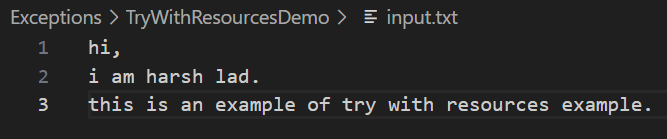 Exceptions > TryWithResourcesDemo > input.txt
1 hi,
2 i am harsh lad.
3 this is an example of try with resources example.